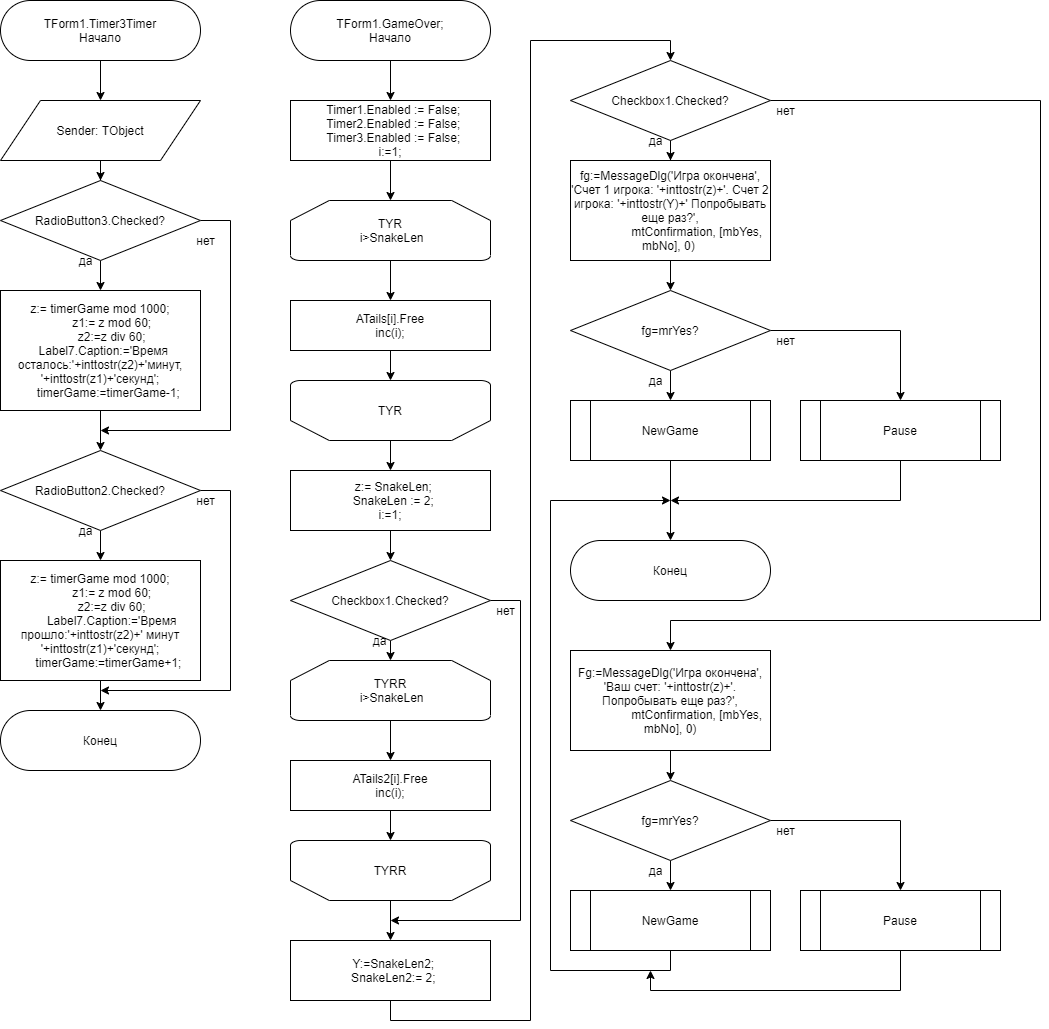 TForm1.Timer3Timer
Начало
Sender: TObject
RadioButton3.Checked?
нет
да
z:= timerGame mod 1000;
z1:= z mod 60;
z2:=z div 60;
Label7.Caption:='Время
осталось:'+inttostr(z2)+'минут,
'+inttostr(z1)+'секунд';
timerGame:=timerGame-1;
RadioButton2.Checked?
нет
да
z:= timerGame mod 1000;
z1:= z mod 60;
z2:=z div 60;
Label7.Caption:='Время
прошло:'+inttostr(z2)+' минут
'+inttostr(z1)+'секунд';
timerGame:=timerGame+1;
Конец
TForm1.GameOver;
Начало
Timer1.Enabled := False;
Timer2.Enabled := False;
Timer3.Enabled := False;
i:=1;
TYR
i>SnakeLen
ATails[i].Free
inc(i);
TYR
z:= SnakeLen;
SnakeLen := 2;
i:=1;
Checkbox1.Checked?
нет
да
TYRR
i>SnakeLen
ATails2[i].Free
inc(i);
TYRR
Y:=SnakeLen2;
SnakeLen2:= 2;
Checkbox1.Checked?
нет
да
fg:=MessageDlg('Игра окончена',
'Счет 1 игрока: '+inttostr(z)+'. Счет 2
игрока: '+inttostr(Y)+' Попробывать
еще раз?',
mtConfirmation, [mbYes,
mbNo], 0)
fg=mrYes?
нет
да
NewGame
Pause
Конец
Fg:=MessageDlg('Игра окончена',
'Ваш счет: '+inttostr(z)+'.
Попробывать еще раз?',
mtConfirmation, [mbYes,
mbNo], 0)
fg=mrYes?
нет
да
NewGame
Pause